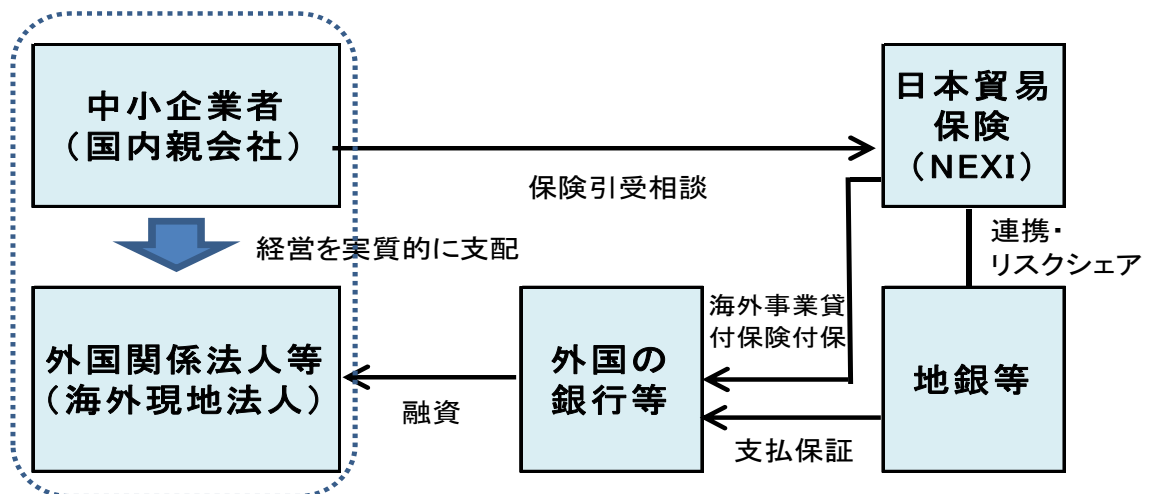 中小企業者
（国内親会社）
日本貿易
保険
（NEXI）
保険引受相談
経営を実質的に支配
連携・
リスクシェア
外国関係法人等
（海外現地法人）
融資
外国の
銀行等
海外事業貸
付保険付保
支払保証
地銀等